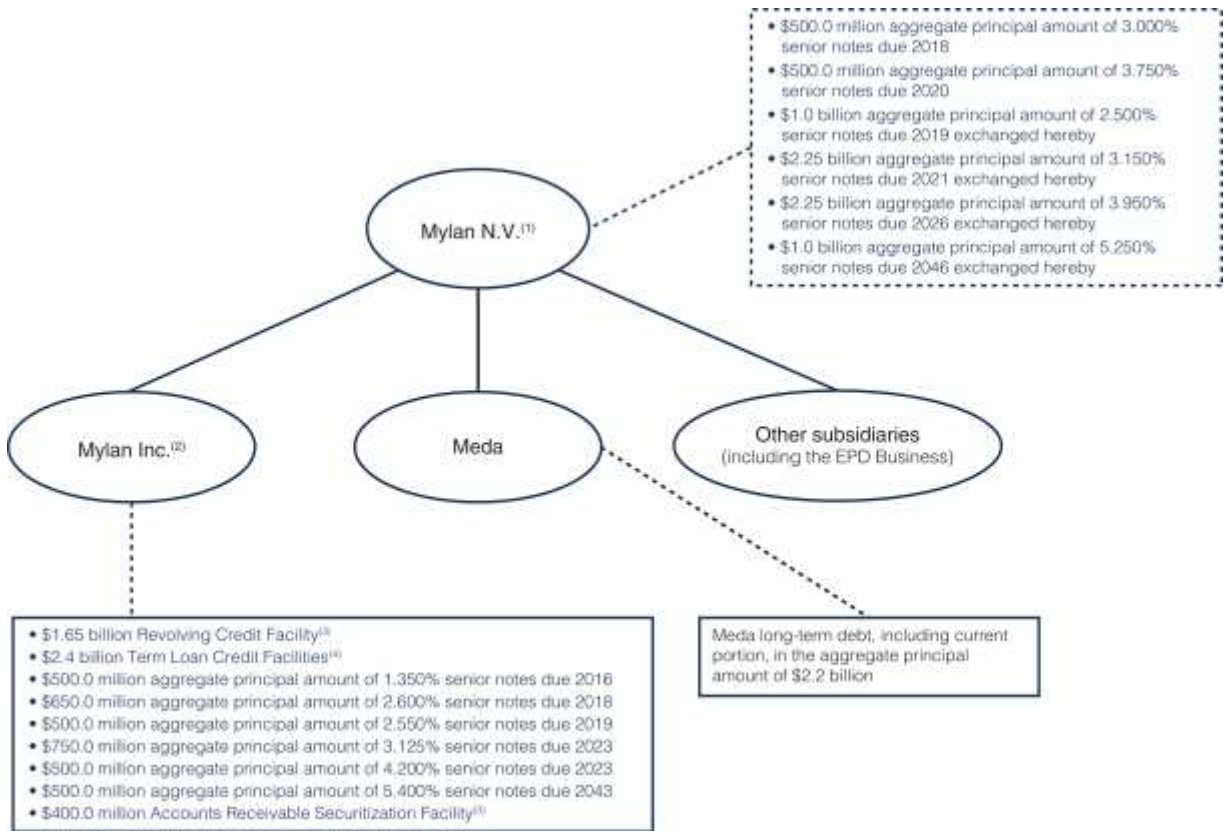 • $500.0 million aggregate principal amount of 3.000%
senior notes due 2018
• $500.0 million aggregate principal amount of 3.750%
senior notes due 2020
• $1.0 billion aggregate principal amount of 2.500%
senior notes due 2019 exchanged hereby
• $2.25 billion aggregate principal amount of 3.150%
senior notes due 2021 exchanged hereby
• $2.25 billion aggregate principal amount of 3.950%
senior notes due 2026 exchanged hereby
• $1.0 billion aggregate principal amount of 5.250%
senior notes due 2046 exchanged hereby
Mylan N.V.(1)
Mylan Inc.(2)
Meda
Other subsidiaries
(including the EPD Business)
• $1.65 billion Revolving Credit Facility(3)
• $2.4 billion Term Loan Credit Facilities(4)
• $500.0 million aggregate principal amount of 1.350% senior notes due 2016
• $650.0 million aggregate principal amount of 2.600% senior notes due 2018
• $500.0 million aggregate principal amount of 2.550% senior notes due 2019
• $750.0 million aggregate principal amount of 3.125% senior notes due 2023
• $500.0 million aggregate principal amount of 4.200% senior notes due 2023
• $500.0 million aggregate principal amount of 5.400% senior notes due 2043
• $400.0 million Accounts Receivable Securitization Facility
Meda long-term debt, including current
portion, in the aggregate principal
amount of $2.2 billion